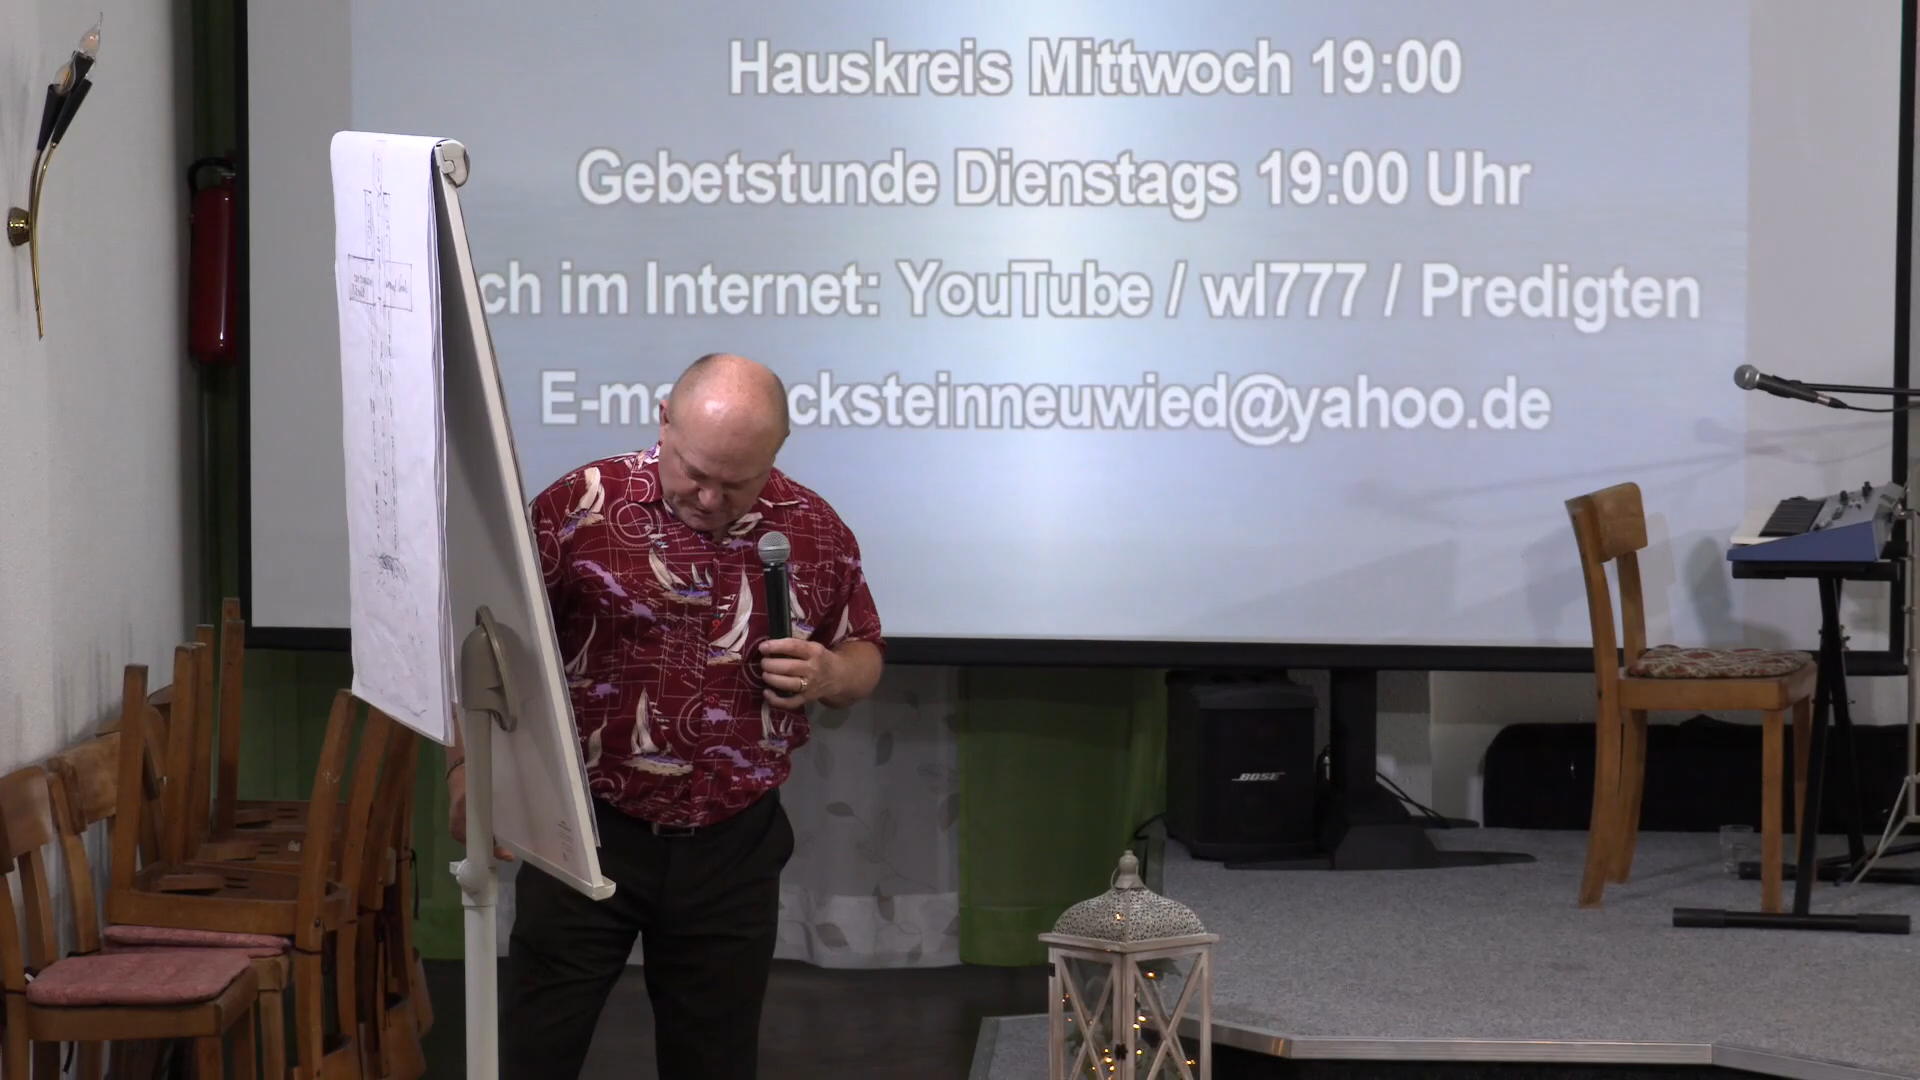 Hauskreis Mittwoch 19:00
Gebetstunde Dienstags 19:00 Uhr
ch im Internet: YouTube / wl777 / Predigten
E-ma cksteinneuwied@yahoo.de
BOSE